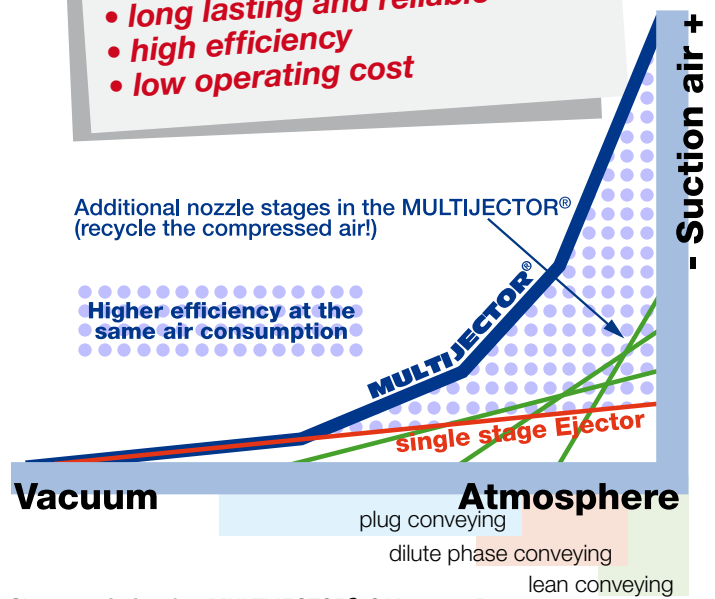 • long lasting and reliable
• high efficiency
• low operating cost
Additional nozzle stages in the MULTIJECTOR®
(recycle the compressed air!)
Higher efficiency at the
same air consumption
MULTIJECTOR®
single stage Ejector
- Suction air +
Vacuum
Atmosphere
plug conveying
dilute phase conveying
lean conveying